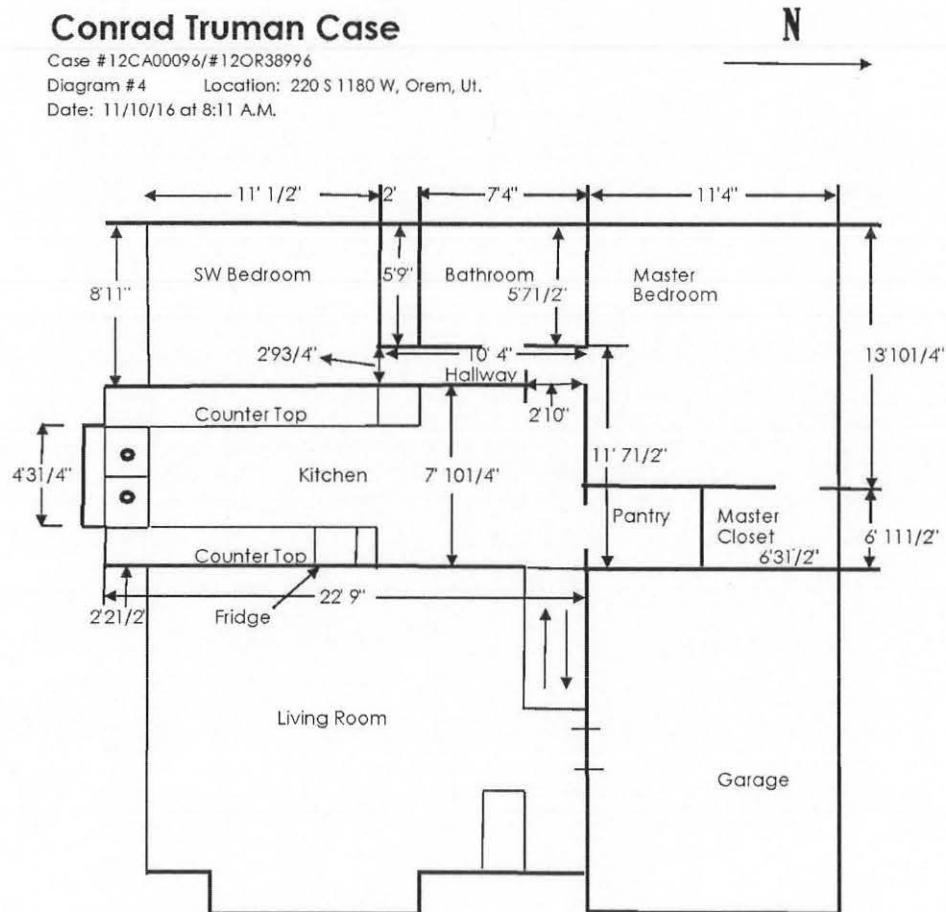 Conrad Truman Case
N
Case #12CA00096/#12OR38996
Diagram #4 Location: 220 S 1180 W, Orem, Ut.
Date: 11/10/16 at 8:11 A.M.
11' 1/2" 2' 7'4" 11'4"
SW Bedroom 5'9" Bathroom Master
Bedroom
8'11" 5'71/2"
2'93/4" 10' 4" 13'101/4"
Hallway
Counter Top 2'10"
4'31/4" Kitchen 7' 101/4" 11' 71/2"
Pantry Master
Closet
6' 111/2"
Counter Top 6'31/2"
22' 9"
2'21/2' Fridge
Living Room
Garage